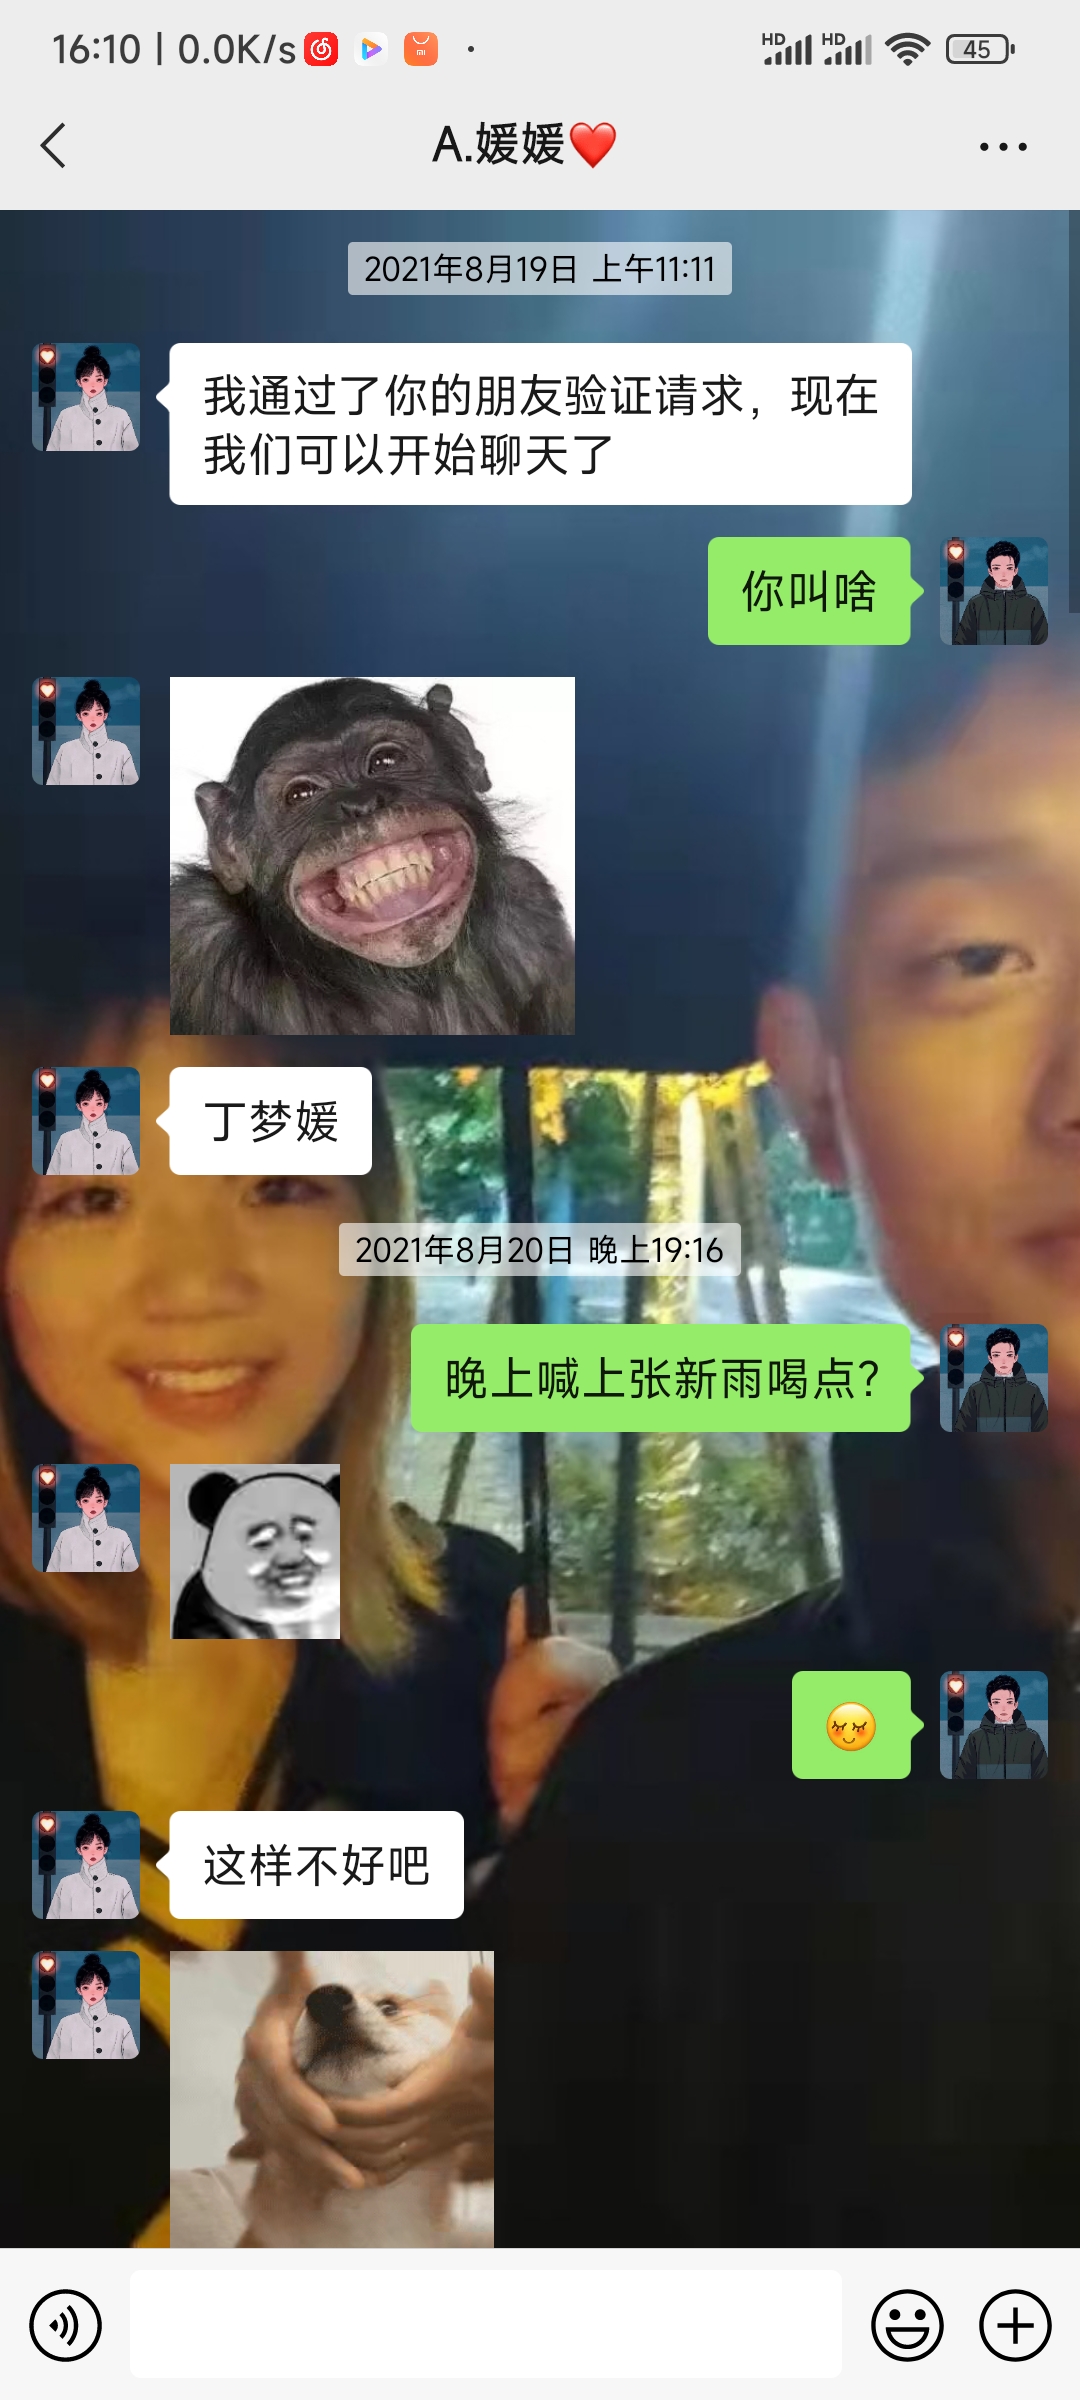 16:10 | 0.0K/s
HD HD 45
A.媛媛❤️
2021年8月19日 上午11:11
我通过了你的朋友验证请求，现在
我们可以开始聊天了
你叫啥
丁梦媛
2021年8月20日 晚上19:16
晚上喊上张新雨喝点?
这样不好吧